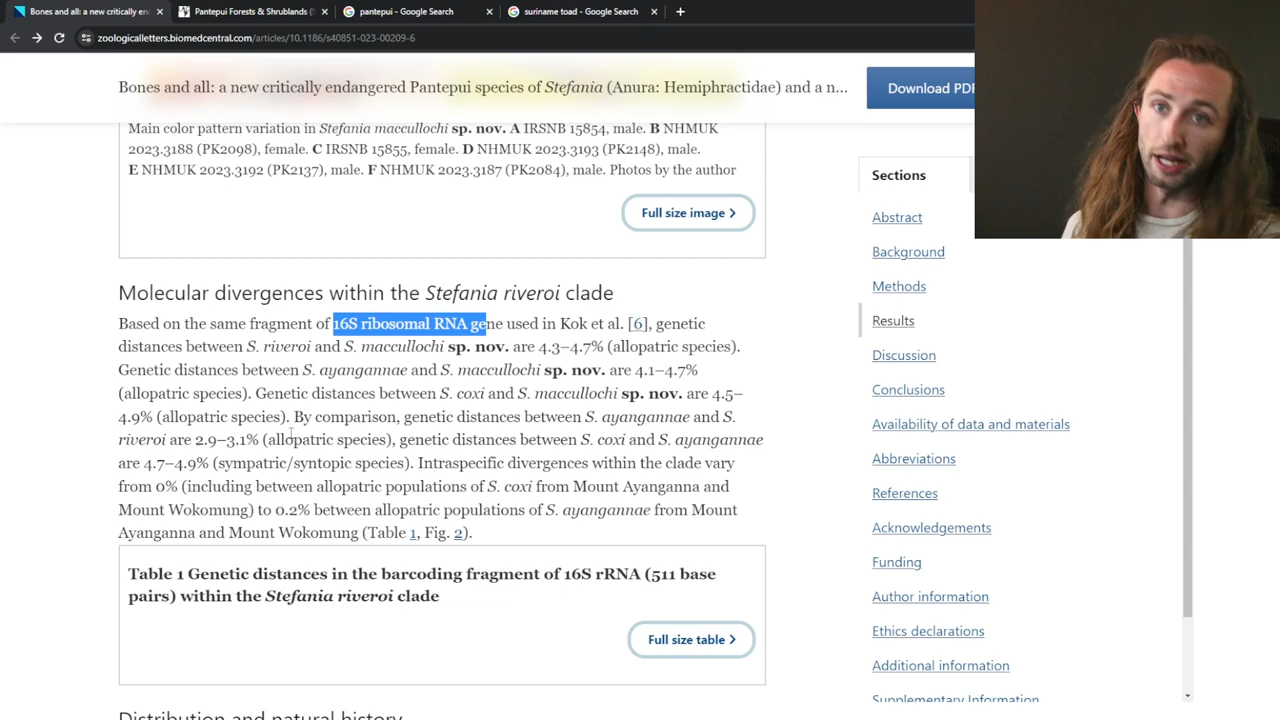 Bones and all: a new critically en
Pantepui Forests & Shrublands (
pantepui - Google Search
suriname toad - Google Search
zoologicalletters.biomedcentral.com/articles/10.1186/s40851-023-00209-6
Bones and all: a new critically endangered Pantepui species of Stefania (Anura: Hemiphractidae) and a n...
Download PDF
Main color pattern variation in Stefania maccullochi sp. nov. A IRSNB 15854, male. B NHMUK
2023.3188 (PK2098), female. C IRSNB 15855, female. D NHMUK 2023.3193 (PK2148), male.
E NHMUK 2023.3192 (PK2137), male. F NHMUK 2023.3187 (PK2084), male. Photos by the author
Full size image
Molecular divergences within the Stefania riveroi clade
Based on the same fragment of 16S ribosomal RNA gene used in Kok et al. [6], genetic
distances between S. riveroi and S. maccullochi sp. nov. are 4.3–4.7% (allopatric species).
Genetic distances between S. ayangannae and S. maccullochi sp. nov. are 4.1–4.7%
(allopatric species). Genetic distances between S. coxi and S. maccullochi sp. nov. are 4.5–
4.9% (allopatric species). By comparison, genetic distances between S. ayangannae and S.
riveroi are 2.9–3.1% (allopatric species), genetic distances between S. coxi and S. ayangannae
are 4.7–4.9% (sympatric/syntopic species). Intraspecific divergences within the clade vary
from 0% (including between allopatric populations of S. coxi from Mount Ayanganna and
Mount Wokomung) to 0.2% between allopatric populations of S. ayangannae from Mount
Ayanganna and Mount Wokomung (Table 1, Fig. 2).
Table 1 Genetic distances in the barcoding fragment of 16S rRNA (511 base
pairs) within the Stefania riveroi clade
Full size table
Distribution and natural history
Sections
Abstract
Background
Methods
Results
Discussion
Conclusions
Availability of data and materials
Abbreviations
References
Acknowledgements
Funding
Author information
Ethics declarations
Additional information
Supplementary Information